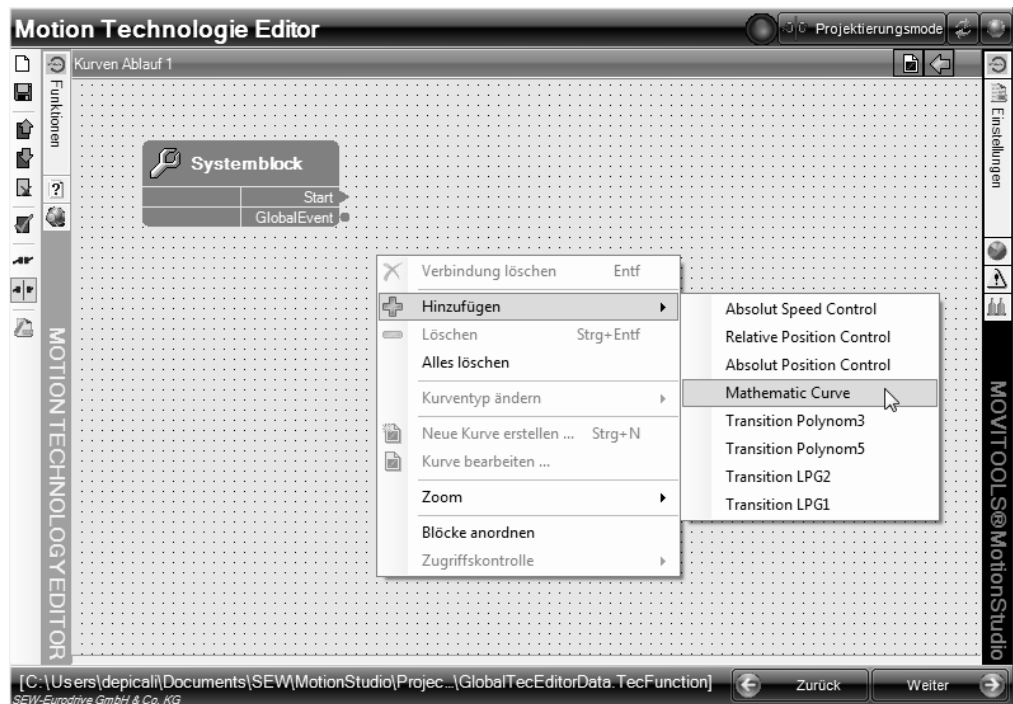 Motion Technologie Editor
Projektierungsmode
Kurven Ablauf 1
Funktionen
?
MOTION TECHNOLOGY EDITOR
Systemblock
Start
GlobalEvent
Verbindung löschen Entf
Hinzufügen
Löschen Strg+Entf
Alles löschen
Kurventyp ändern
Neue Kurve erstellen ... Strg+N
Kurve bearbeiten ...
Zoom
Blöcke anordnen
Zugriffskontrolle
Absolut Speed Control
Relative Position Control
Absolut Position Control
Mathematic Curve
Transition Polynom3
Transition Polynom5
Transition LPG2
Transition LPG1
Einstellungen
MOVITOOLS®MotionStudio
[C:\Users\depicali\Documents\SEW\MotionStudio\Projec...\GlobalTecEditorData.TecFunction]
Zurück
Weiter
SEW-Eurodrive GmbH & Co. KG